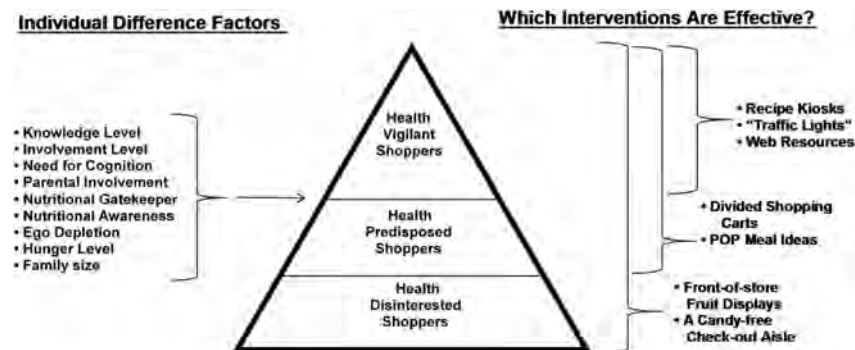 Individual Difference Factors
Which Interventions Are Effective?
• Knowledge Level
• Involvement Level
• Need for Cognition
• Parental Involvement
• Nutritional Gatekeeper
• Nutritional Awareness
• Ego Depletion
• Hunger Level
• Family size
Health
Vigilant
Shoppers
Health
Predisposed
Shoppers
Health
Disinterested
Shoppers
• Recipe Kiosks
• "Traffic Lights"
• Web Resources
• Divided Shopping
Carts
• POP Meal Ideas
• Front-of-store
Fruit Displays
• A Candy-free
Check-out Aisle